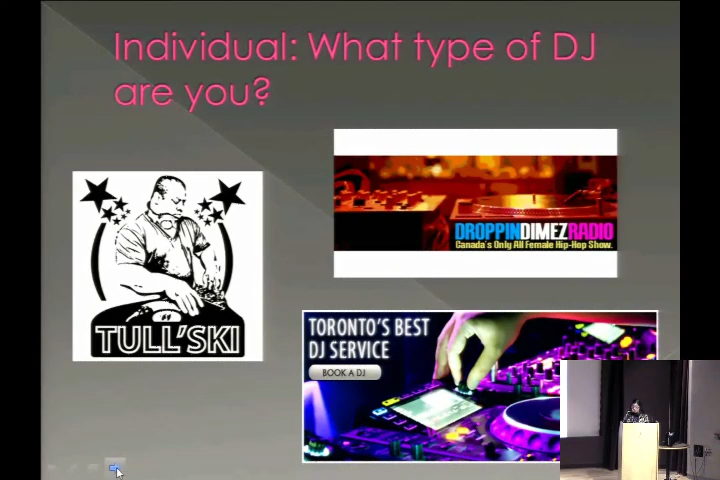 Individual: What type of DJ
are you?
DROPPINDIMEZRADIO
Canada's Only All Female Hip-Hop Show.
TULL'SKI
TORONTO'S BEST
DJ SERVICE
BOOK A DJ